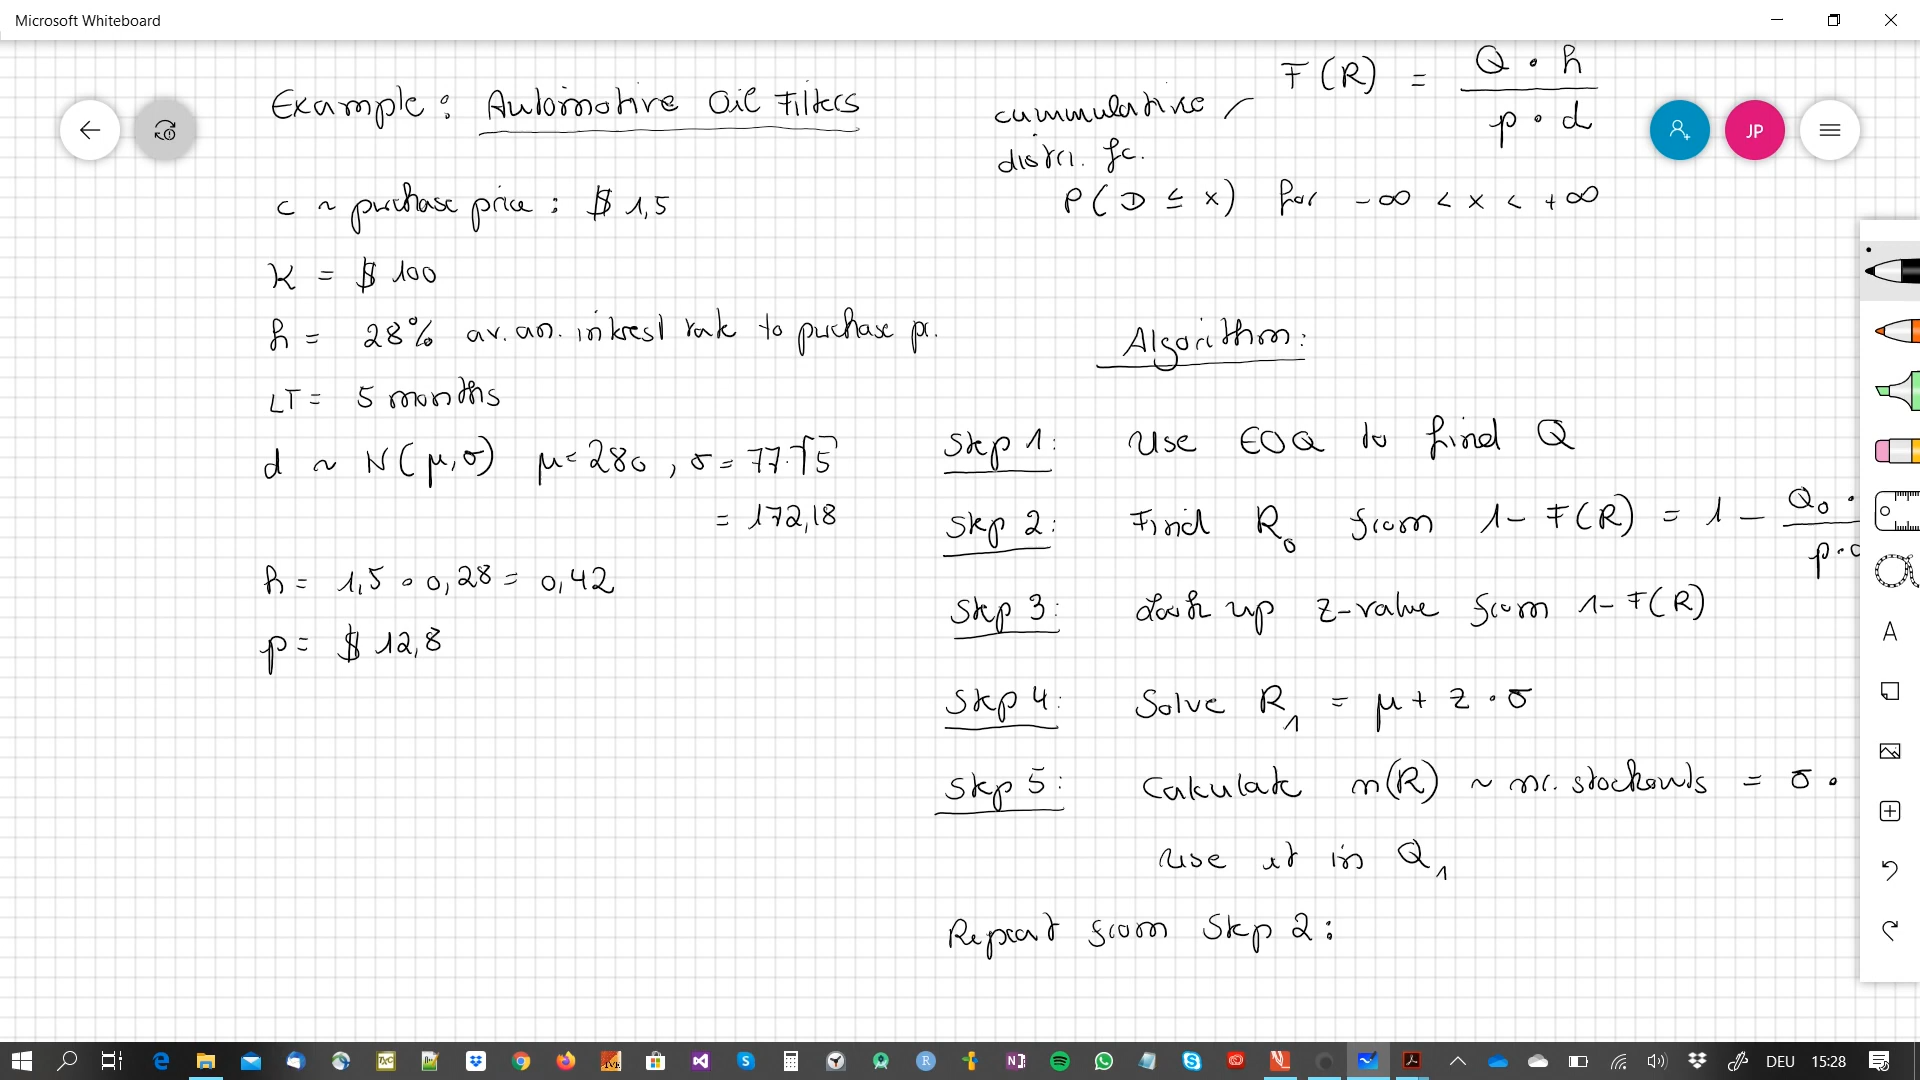 Microsoft Whiteboard
Example: Automotive Oil Filters
c ~ purchase price: $ 1,5
K = $ 100
h = 28% av. an. intrest rate to purchase pr.
LT = 5 months
d ~ N(μ,σ) μ = 280, σ = 77·√5
= 172,18
h = 1,5 · 0,28 = 0,42
p = $ 12,8
F(R) = Q · h / p · d
cummulative
distri. fc.
P(D ≤ x) for -∞ < x < +∞
Algorithm:
Step 1: Use EOQ to find Q
Step 2: Find R₀ from 1 - F(R) = 1 - Q₀ · / p ·
Step 3: Look up z-value from 1 - F(R)
Step 4: Solve R₁ = μ + z · σ
Step 5: Calculate n(R) ~ nr. stockouts = σ ·
use it in Q₁
Repeat from Step 2:
JP
A
DEU 15:28